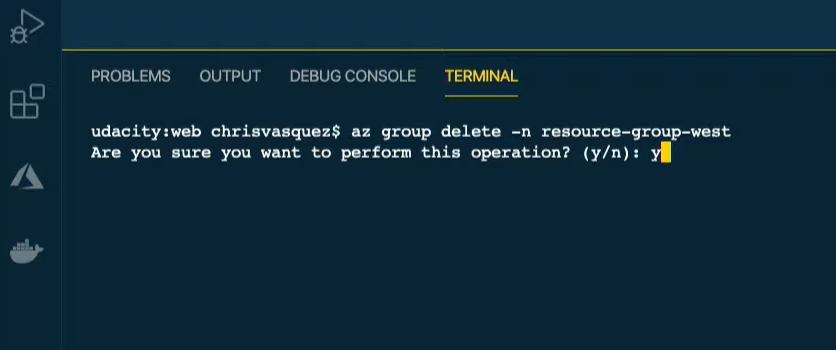 PROBLEMS OUTPUT DEBUG CONSOLE TERMINAL
udacity:web chrisvasquez$ az group delete -n resource-group-west
Are you sure you want to perform this operation? (y/n): y